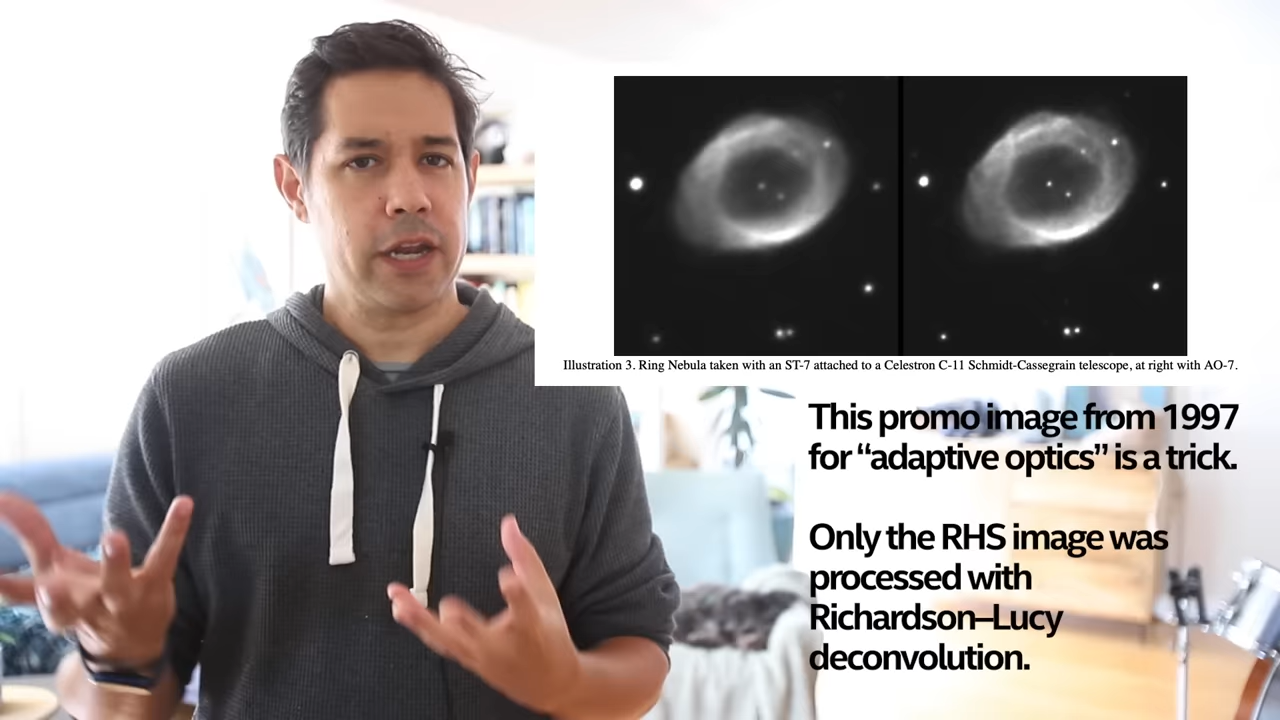 Illustration 3. Ring Nebula taken with an ST-7 attached to a Celestron C-11 Schmidt-Cassegrain telescope, at right with AO-7.
This promo image from 1997
for “adaptive optics” is a trick.
Only the RHS image was
processed with
Richardson–Lucy
deconvolution.